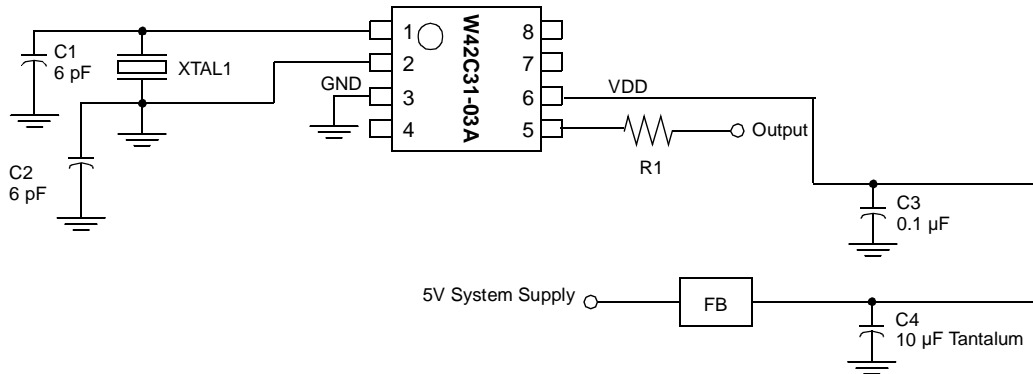 C1
6 pF
XTAL1
C2
6 pF
GND
1
2
3
4
W42C31-03A
8
7
6
5
VDD
R1
Output
C3
0.1 µF
5V System Supply
FB
C4
10 µF Tantalum